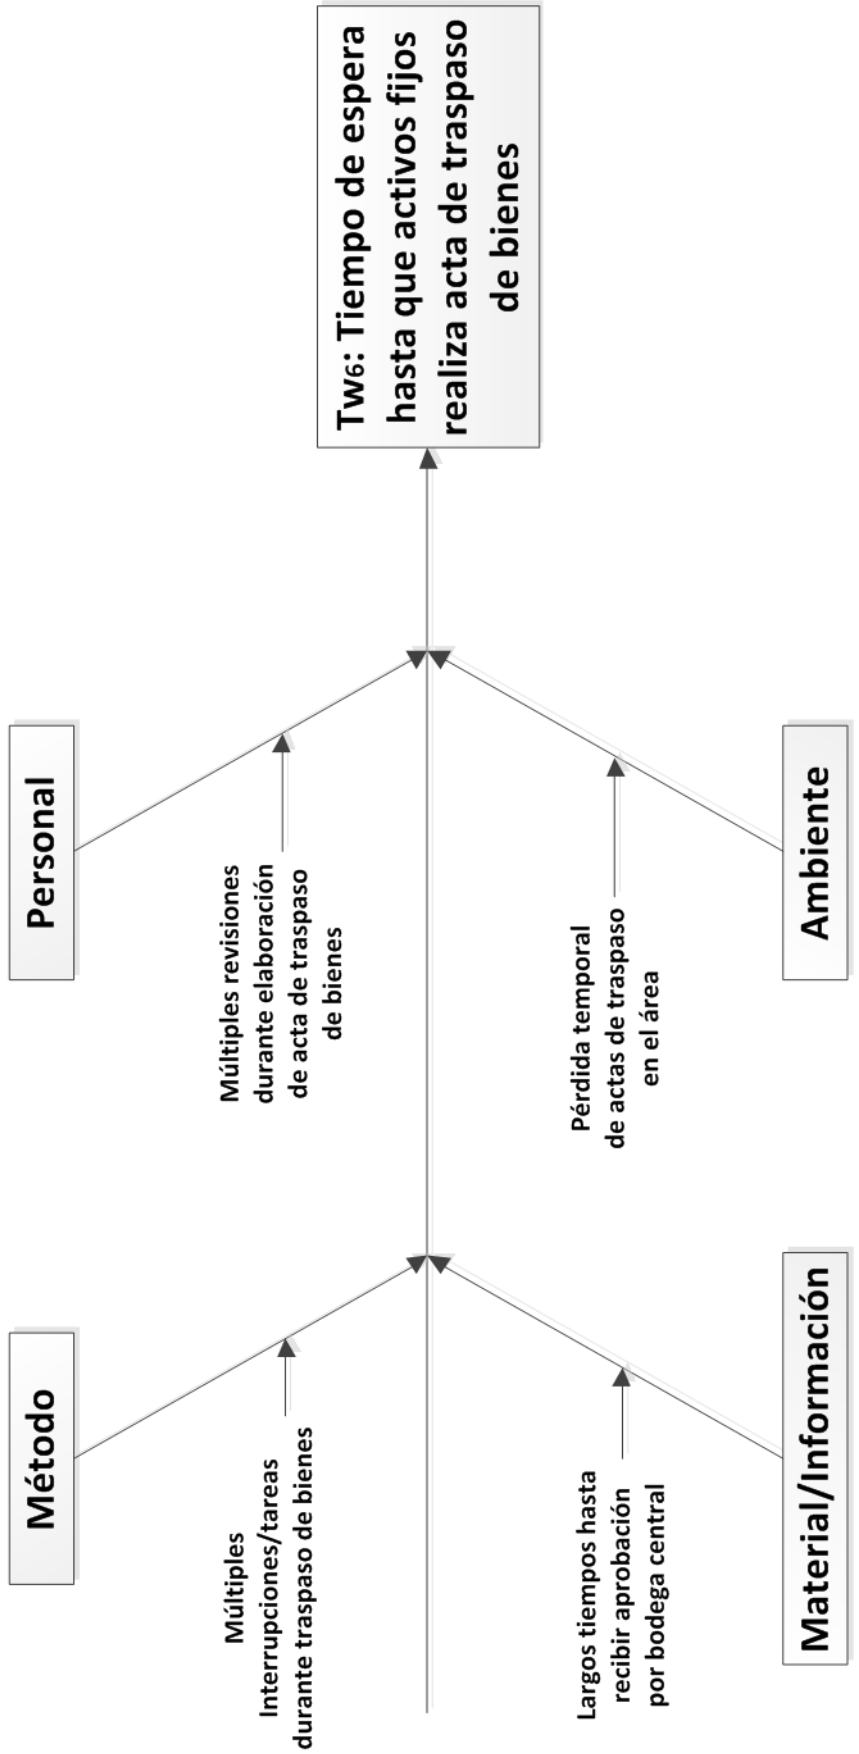 Método
Personal
Múltiples
Interrupciones/tareas
durante traspaso de bienes
Múltiples revisiones
durante elaboración
de acta de traspaso
de bienes
Tw6: Tiempo de espera
hasta que activos fijos
realiza acta de traspaso
de bienes
Largos tiempos hasta
recibir aprobación
por bodega central
Pérdida temporal
de actas de traspaso
en el área
Material/Información
Ambiente